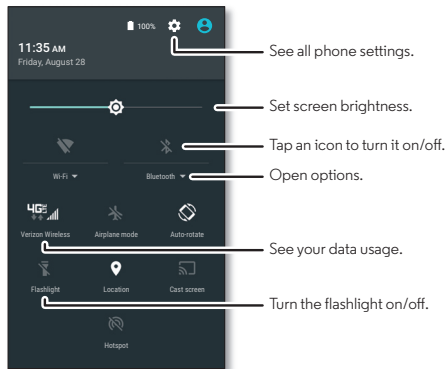 100%
11:35 AM
Friday, August 28
See all phone settings.
Set screen brightness.
Tap an icon to turn it on/off.
Wi-Fi
Bluetooth
Open options.
4G LTE
Verizon Wireless
Airplane mode
Auto-rotate
See your data usage.
Flashlight
Location
Cast screen
Turn the flashlight on/off.
Hotspot